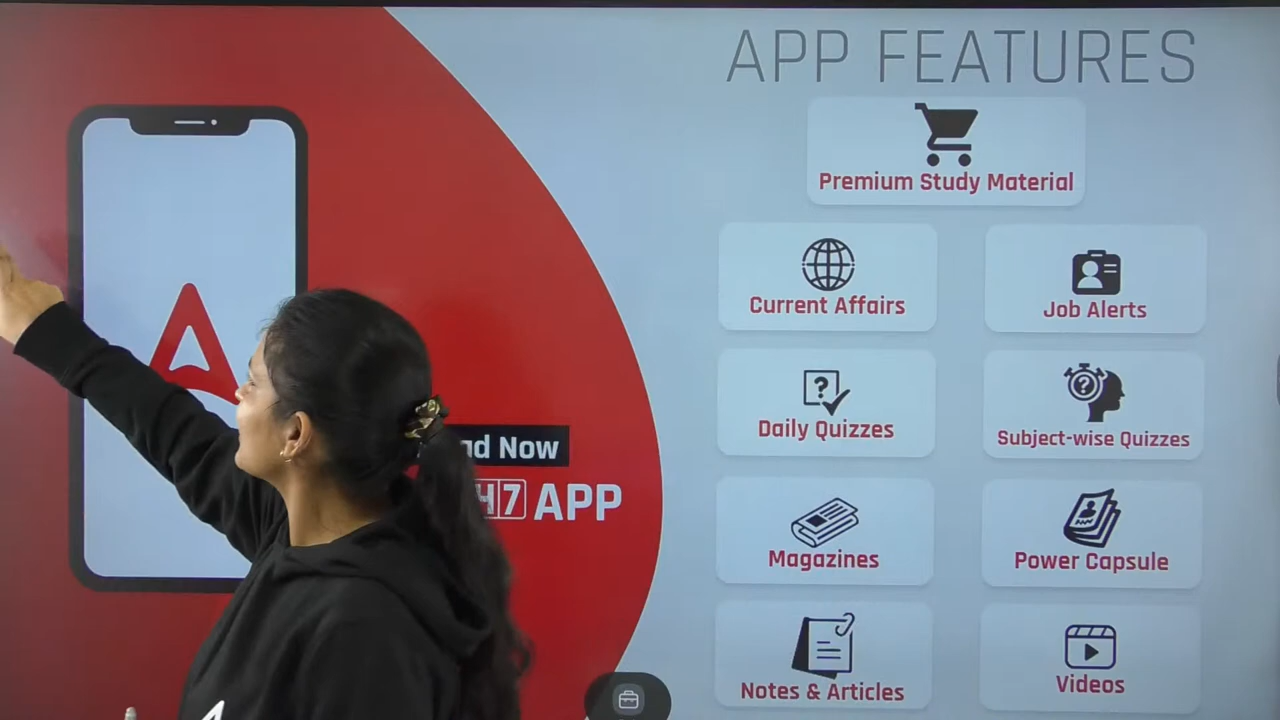 APP FEATURES
Premium Study Material
Current Affairs
Job Alerts
Daily Quizzes
Subject-wise Quizzes
Magazines
Power Capsule
Notes & Articles
Videos
Now
7 APP